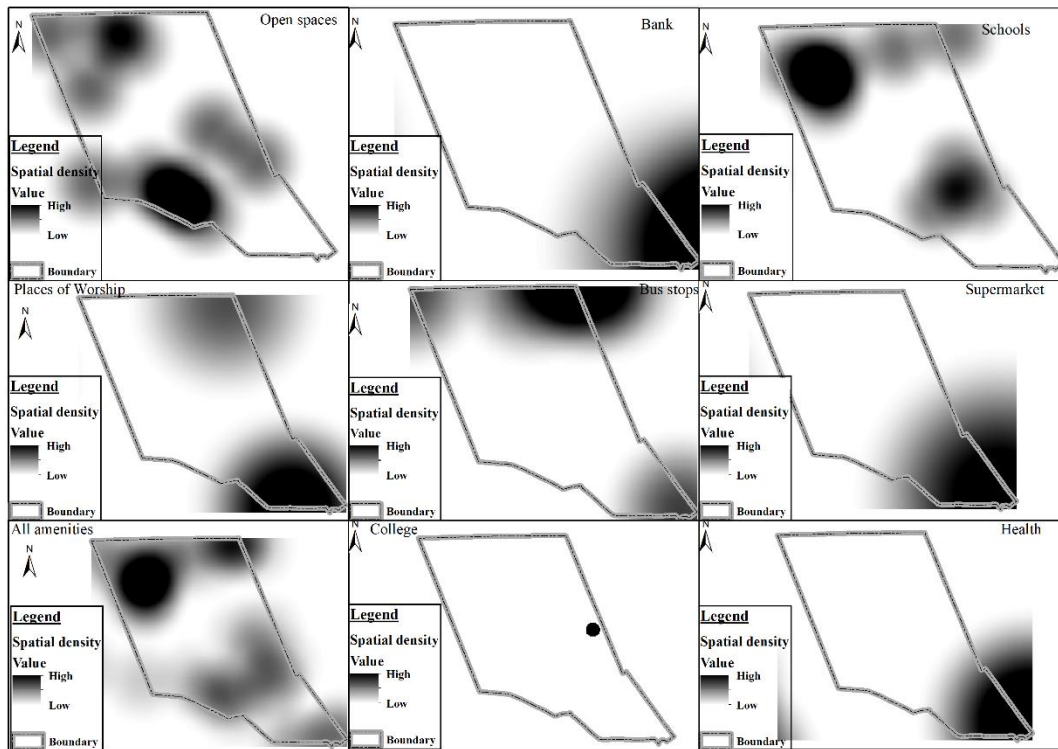 Open spaces
N
Legend
Spatial density
Value
High
Low
Boundary
Bank
N
Legend
Spatial density
Value
High
Low
Boundary
Schools
N
Legend
Spatial density
Value
High
Low
Boundary
Places of Worship
N
Legend
Spatial density
Value
High
Low
Boundary
Bus stops
N
Legend
Spatial density
Value
High
Low
Boundary
Supermarket
N
Legend
Spatial density
Value
High
Low
Boundary
All amenities
N
Legend
Spatial density
Value
High
Low
Boundary
College
N
Legend
Spatial density
Value
High
Low
Boundary
Health
N
Legend
Spatial density
Value
High
Low
Boundary